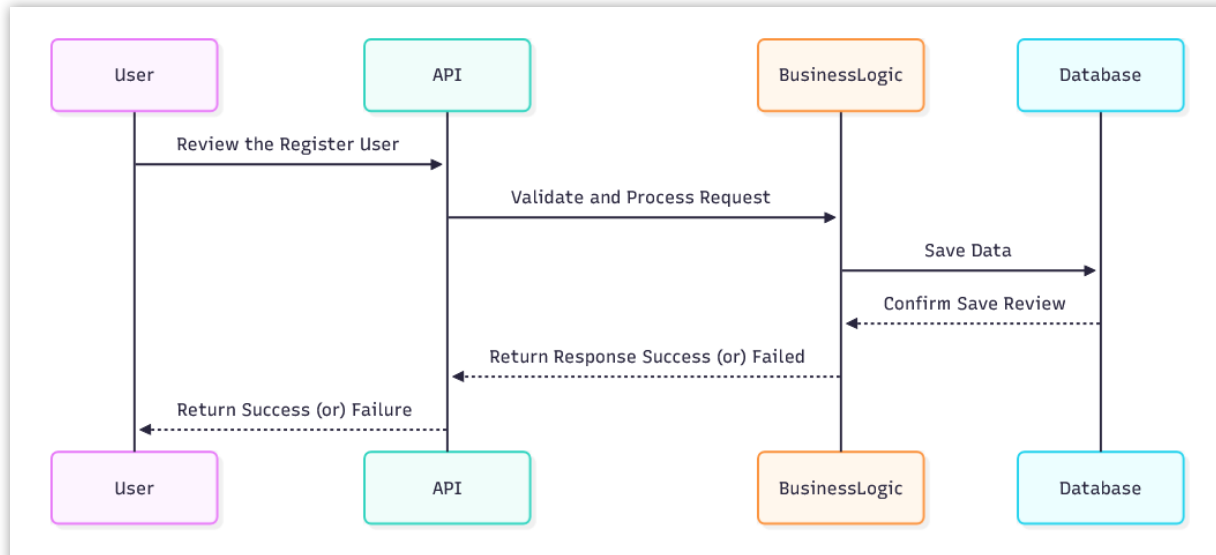 User
API
BusinessLogic
Database
Review the Register User
Validate and Process Request
Save Data
Confirm Save Review
Return Response Success (or) Failed
Return Success (or) Failure
User
API
BusinessLogic
Database